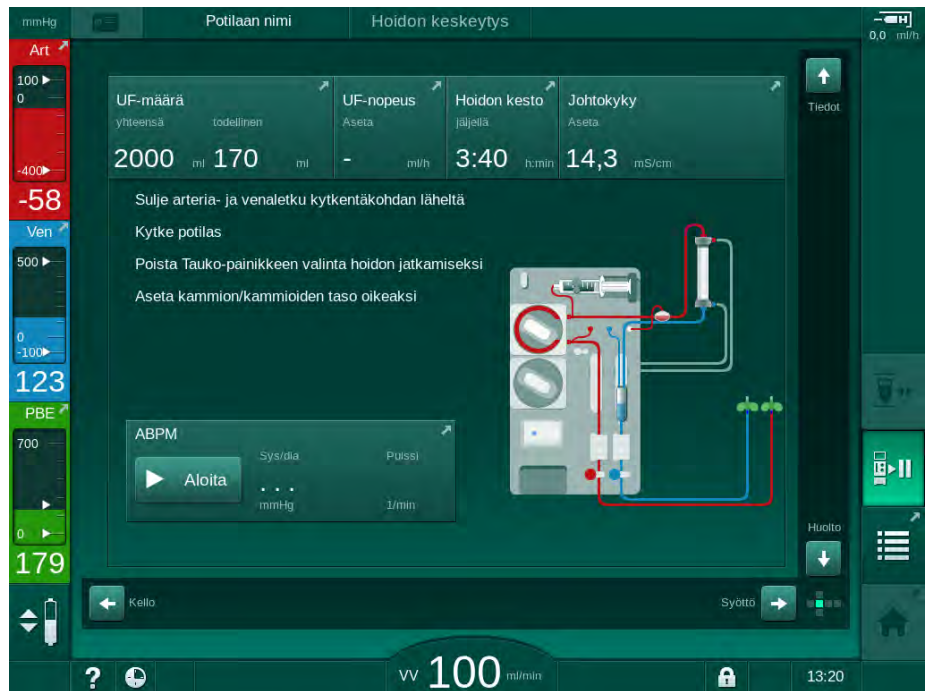 mmHg
Potilaan nimi
Hoidon keskeytys
0,0 ml/h
Art
100
0
-400
-58
Ven
500
0
-100
123
PBE
700
0
179
UF-määrä
yhteensä todellinen
2000 ml 170 ml
UF-nopeus
Aseta
- ml/h
Hoidon kesto
jäljellä
3:40 h:min
Johtokyky
Aseta
14,3 mS/cm
Tiedot
Sulje arteria- ja venaletku kytkentäkohdan läheltä
Kytke potilas
Poista Tauko-painikkeen valinta hoidon jatkamiseksi
Aseta kammion/kammioiden taso oikeaksi
ABPM
Sys/dia Pulssi
Aloita
. . .
mmHg 1/min
Huolto
Kello
Syöttö
? VV 100 ml/min 13:20